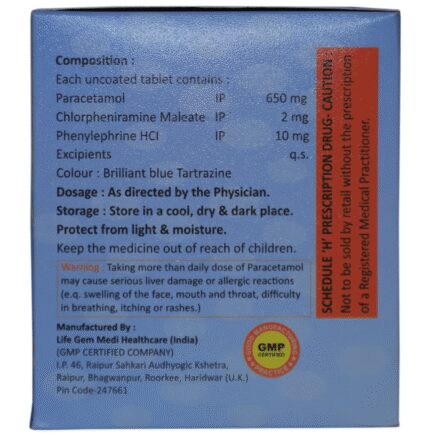 Composition :
Each uncoated tablet contains :
Paracetamol IP 650 mg
Chlorpheniramine Maleate IP 2 mg
Phenylephrine HCl IP 10 mg
Excipients q.s.
Colour : Brilliant blue Tartrazine
Dosage : As directed by the Physician.
Storage : Store in a cool, dry & dark place.
Protect from light & moisture.
Keep the medicine out of reach of children.
Warning : Taking more than daily dose of Paracetamol
may cause serious liver damage or allergic reactions
(e.q. swelling of the face, mouth and throat, difficulty
in breathing, itching or rashes.)
Manufactured By :
Life Gem Medi Healthcare (India)
(GMP CERTIFIED COMPANY)
I.P. 46, Raipur Sahkari Audhyogic Kshetra,
Raipur, Bhagwanpur, Roorkee, Haridwar (U.K.)
Pin Code-247661
GOOD MANUFACTURING
PRACTICE
GMP
CERTIFIED
SCHEDULE 'H' PRESCRIPTION DRUG- CAUTION :
Not to be sold by retail without the prescription
of a Registered Medical Practitioner.